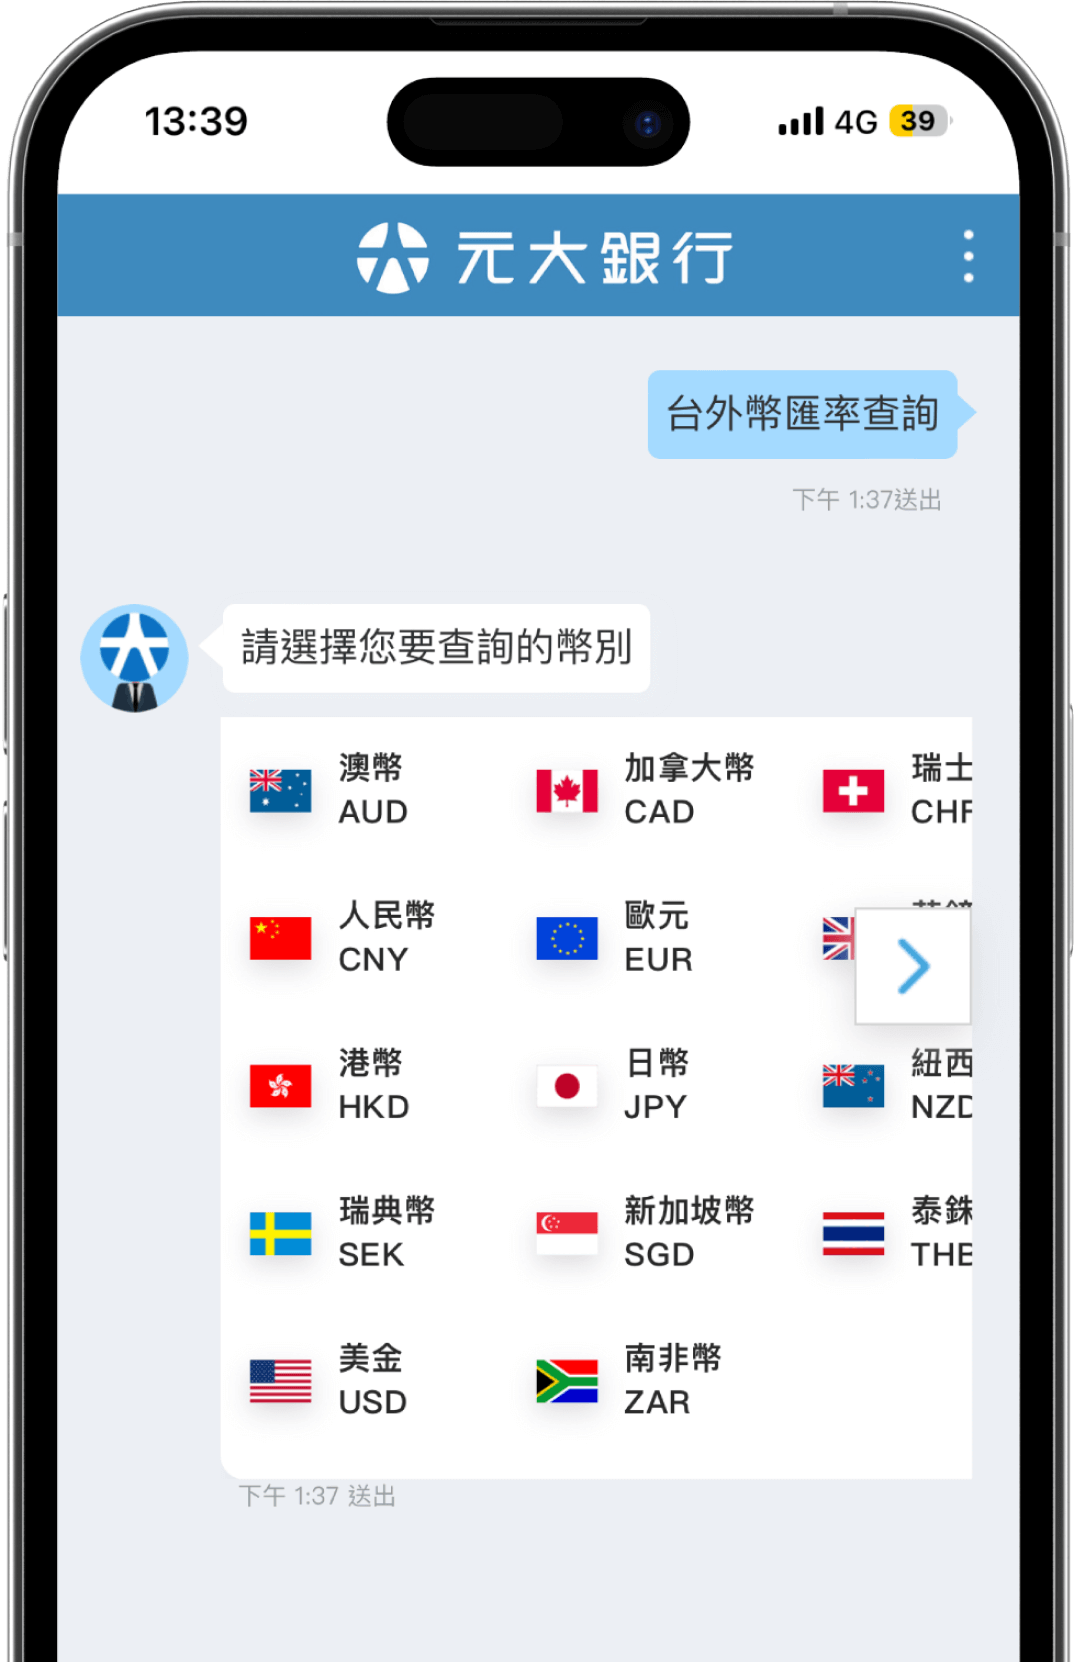 13:39
4G 39
元大銀行
台外幣匯率查詢
下午 1:37送出
請選擇您要查詢的幣別
澳幣
AUD
加拿大幣
CAD
瑞士
CHF
人民幣
CNY
歐元
EUR
港幣
HKD
日幣
JPY
紐西
NZD
瑞典幣
SEK
新加坡幣
SGD
泰銖
THB
美金
USD
南非幣
ZAR
下午 1:37 送出